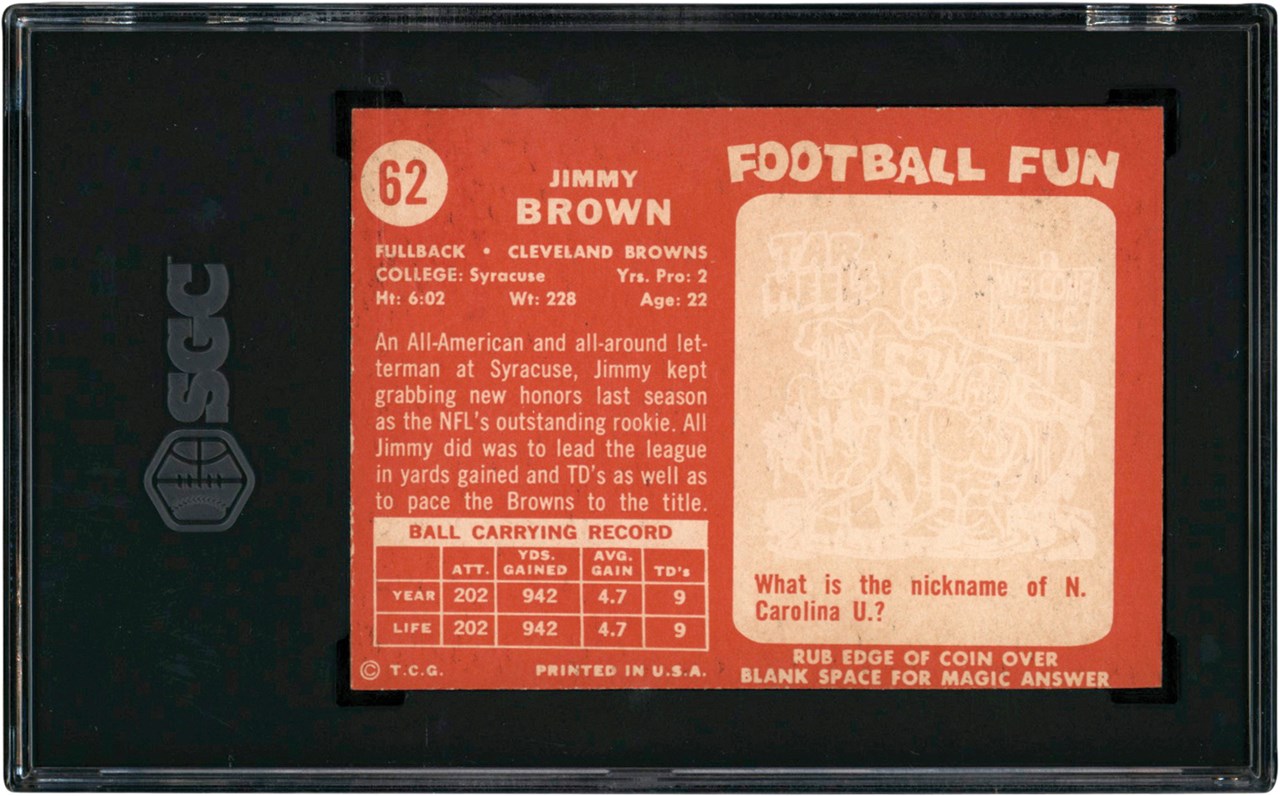 SGC
62
JIMMY
BROWN
FULLBACK • CLEVELAND BROWNS
COLLEGE: Syracuse Yrs. Pro: 2
Ht: 6:02 Wt: 228 Age: 22
An All-American and all-around let-
terman at Syracuse, Jimmy kept
grabbing new honors last season
as the NFL's outstanding rookie. All
Jimmy did was to lead the league
in yards gained and TD's as well as
to pace the Browns to the title.
BALL CARRYING RECORD
ATT. YDS. GAINED AVG. GAIN TD's
YEAR 202 942 4.7 9
LIFE 202 942 4.7 9
© T.C.G. PRINTED IN U.S.A.
FOOTBALL FUN
TAR
HEELS
WELCOME
What is the nickname of N.
Carolina U.?
RUB EDGE OF COIN OVER
BLANK SPACE FOR MAGIC ANSWER